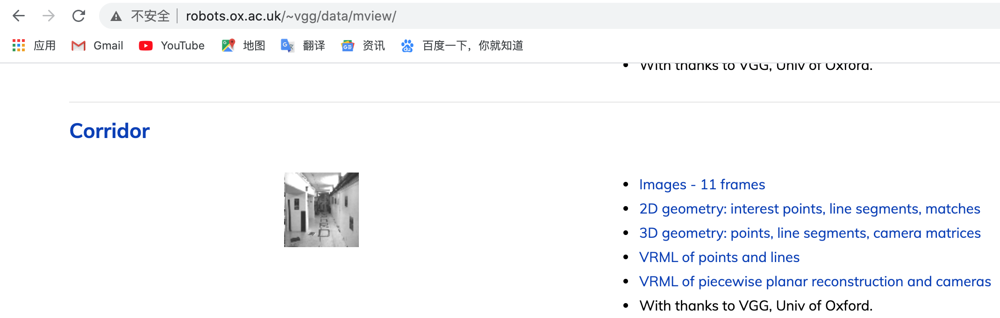 不安全 robots.ox.ac.uk/~vgg/data/mview/
应用 Gmail YouTube 地图 翻译 资讯 百度一下，你就知道
With thanks to VGG, Univ of Oxford.
Corridor
Images - 11 frames
2D geometry: interest points, line segments, matches
3D geometry: points, line segments, camera matrices
VRML of points and lines
VRML of piecewise planar reconstruction and cameras
With thanks to VGG, Univ of Oxford.